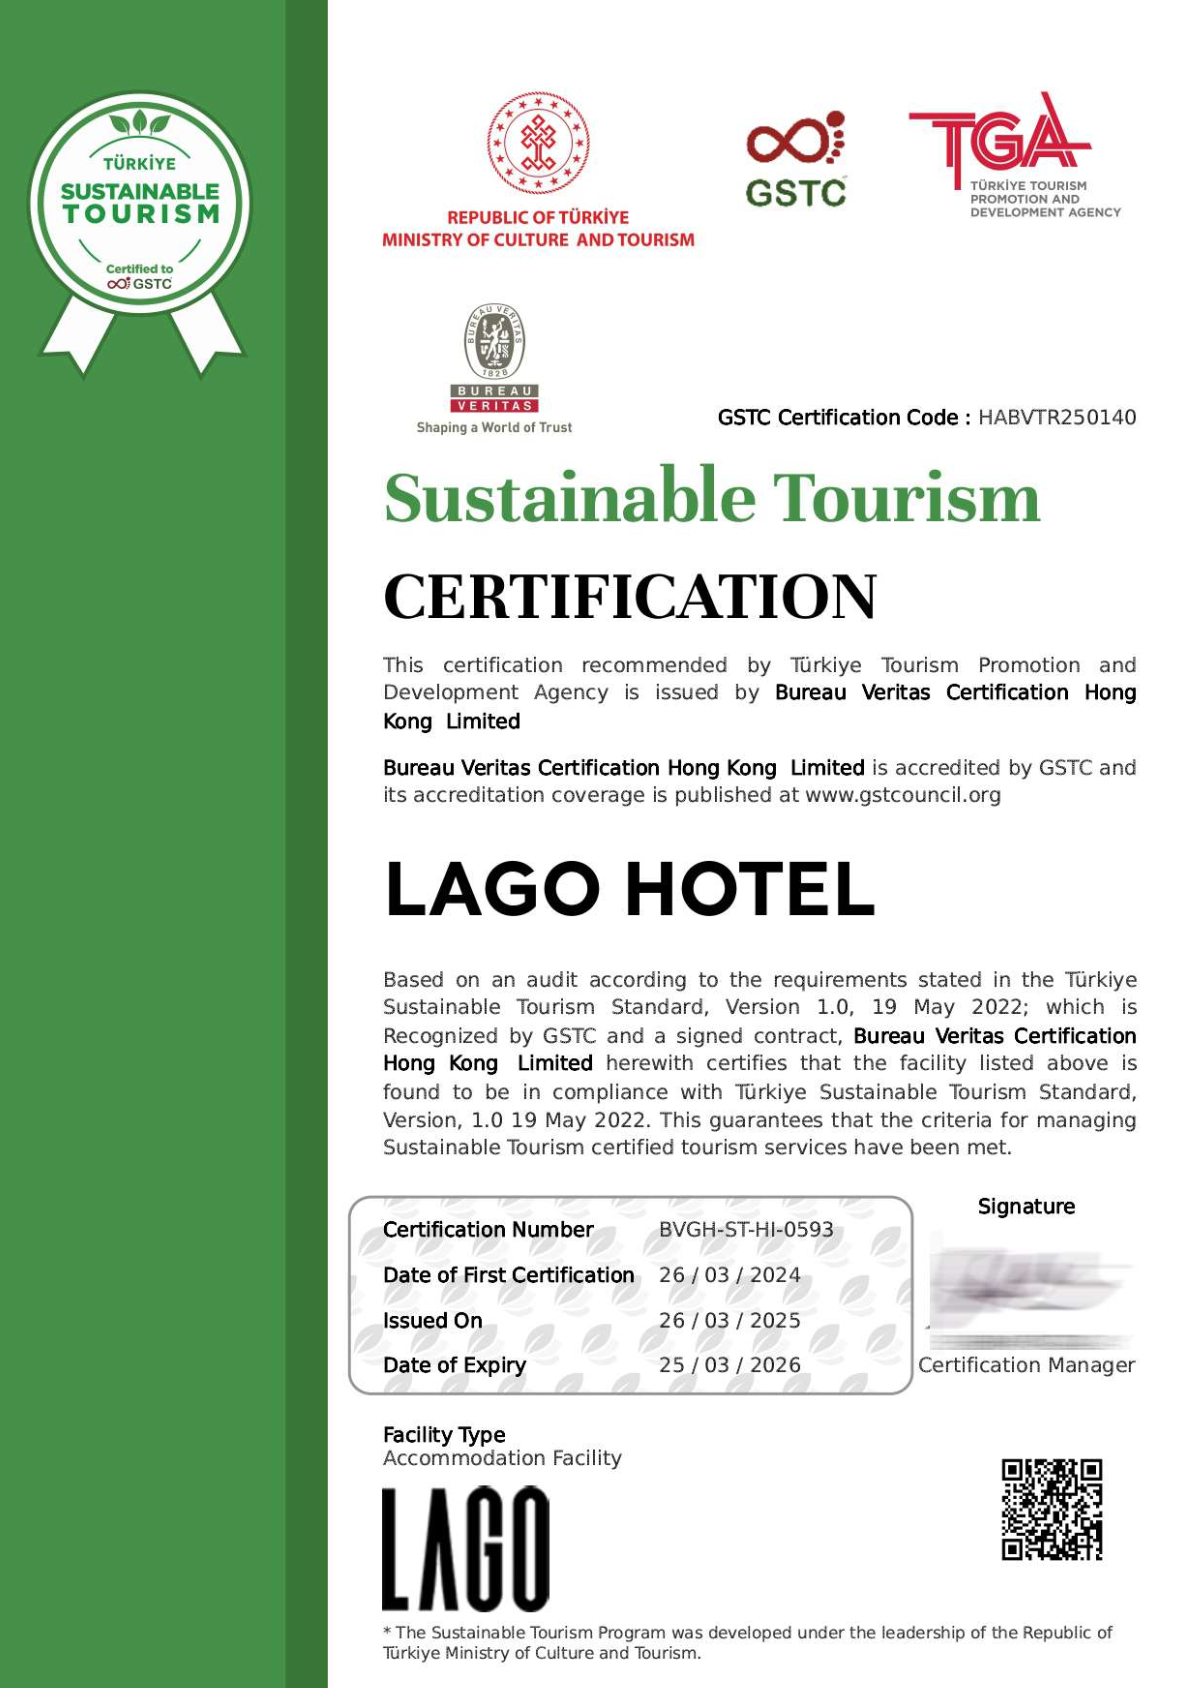 TÜRKİYE
SUSTAINABLE
TOURISM
Certified to
GSTC
REPUBLIC OF TÜRKİYE
MINISTRY OF CULTURE AND TOURISM
GSTC
TGA
TÜRKİYE TOURISM
PROMOTION AND
DEVELOPMENT AGENCY
BUREAU VERITAS
1828
BUREAU
VERITAS
Shaping a World of Trust
GSTC Certification Code : HABVTR250140
Sustainable Tourism
CERTIFICATION
This certification recommended by Türkiye Tourism Promotion and
Development Agency is issued by Bureau Veritas Certification Hong
Kong Limited
Bureau Veritas Certification Hong Kong Limited is accredited by GSTC and
its accreditation coverage is published at www.gstcouncil.org
LAGO HOTEL
Based on an audit according to the requirements stated in the Türkiye
Sustainable Tourism Standard, Version 1.0, 19 May 2022; which is
Recognized by GSTC and a signed contract, Bureau Veritas Certification
Hong Kong Limited herewith certifies that the facility listed above is
found to be in compliance with Türkiye Sustainable Tourism Standard,
Version, 1.0 19 May 2022. This guarantees that the criteria for managing
Sustainable Tourism certified tourism services have been met.
Signature
Certification Number BVGH-ST-HI-0593
Date of First Certification 26 / 03 / 2024
Issued On 26 / 03 / 2025
Date of Expiry 25 / 03 / 2026
Certification Manager
Facility Type
Accommodation Facility
LAGO
* The Sustainable Tourism Program was developed under the leadership of the Republic of
Türkiye Ministry of Culture and Tourism.